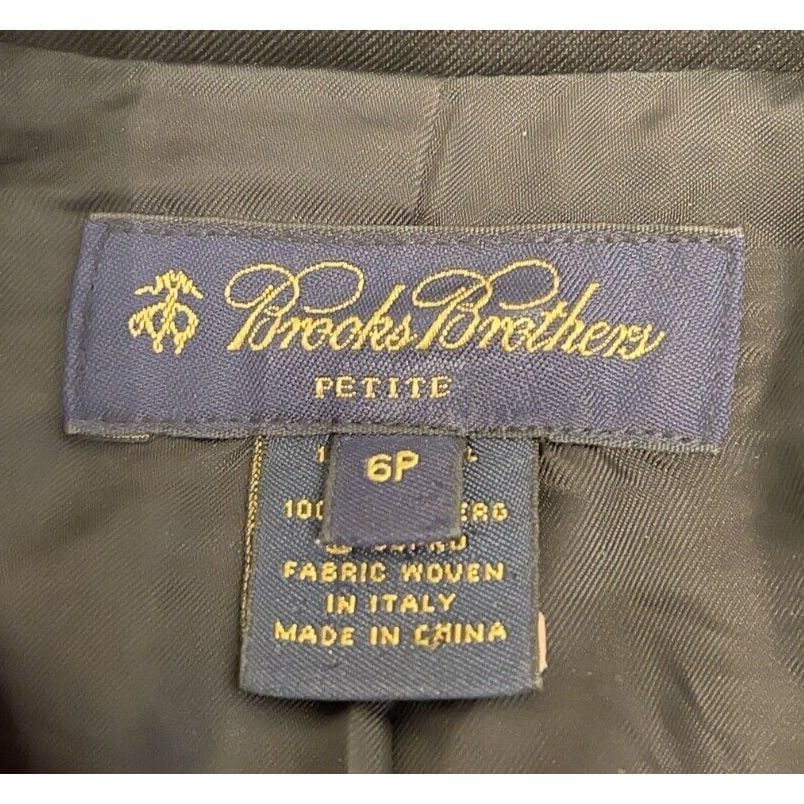 Brooks Brothers
PETITE
6P
FABRIC WOVEN
IN ITALY
MADE IN CHINA